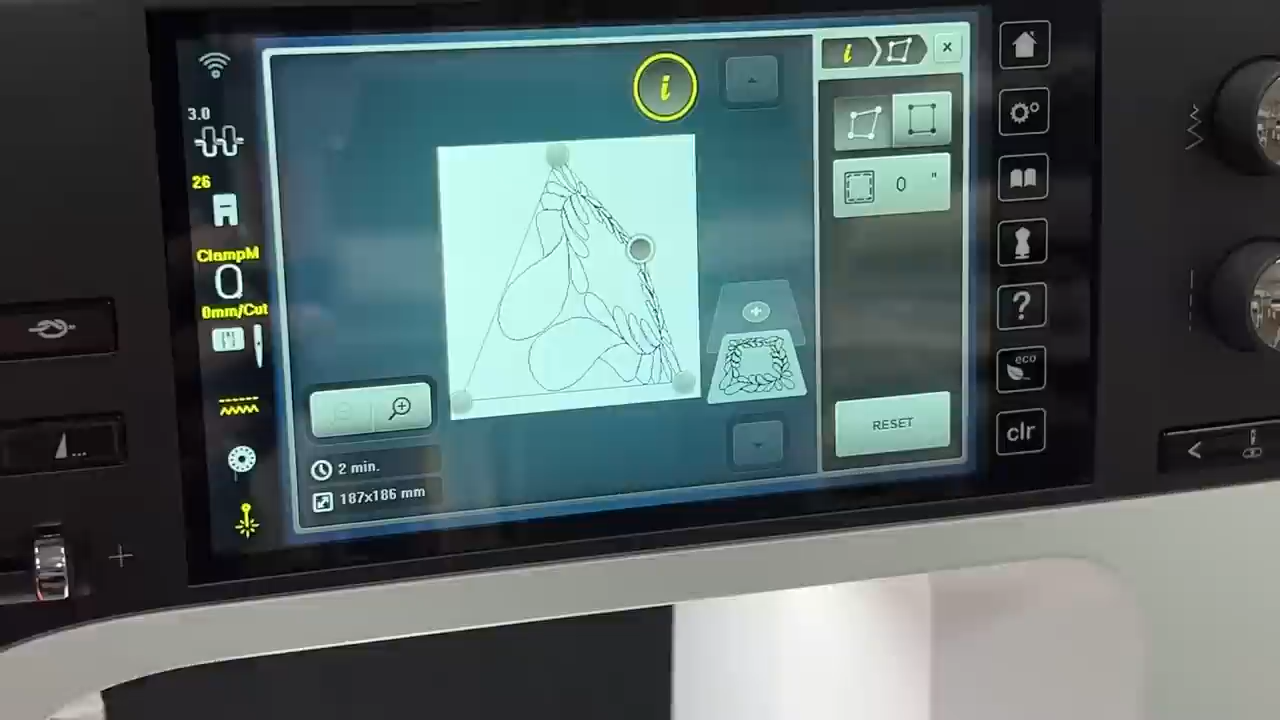 3.0
26
ClampM
0mm/Cut
2 min.
187x186 mm
i
i
0 "
RESET
?
eco
clr